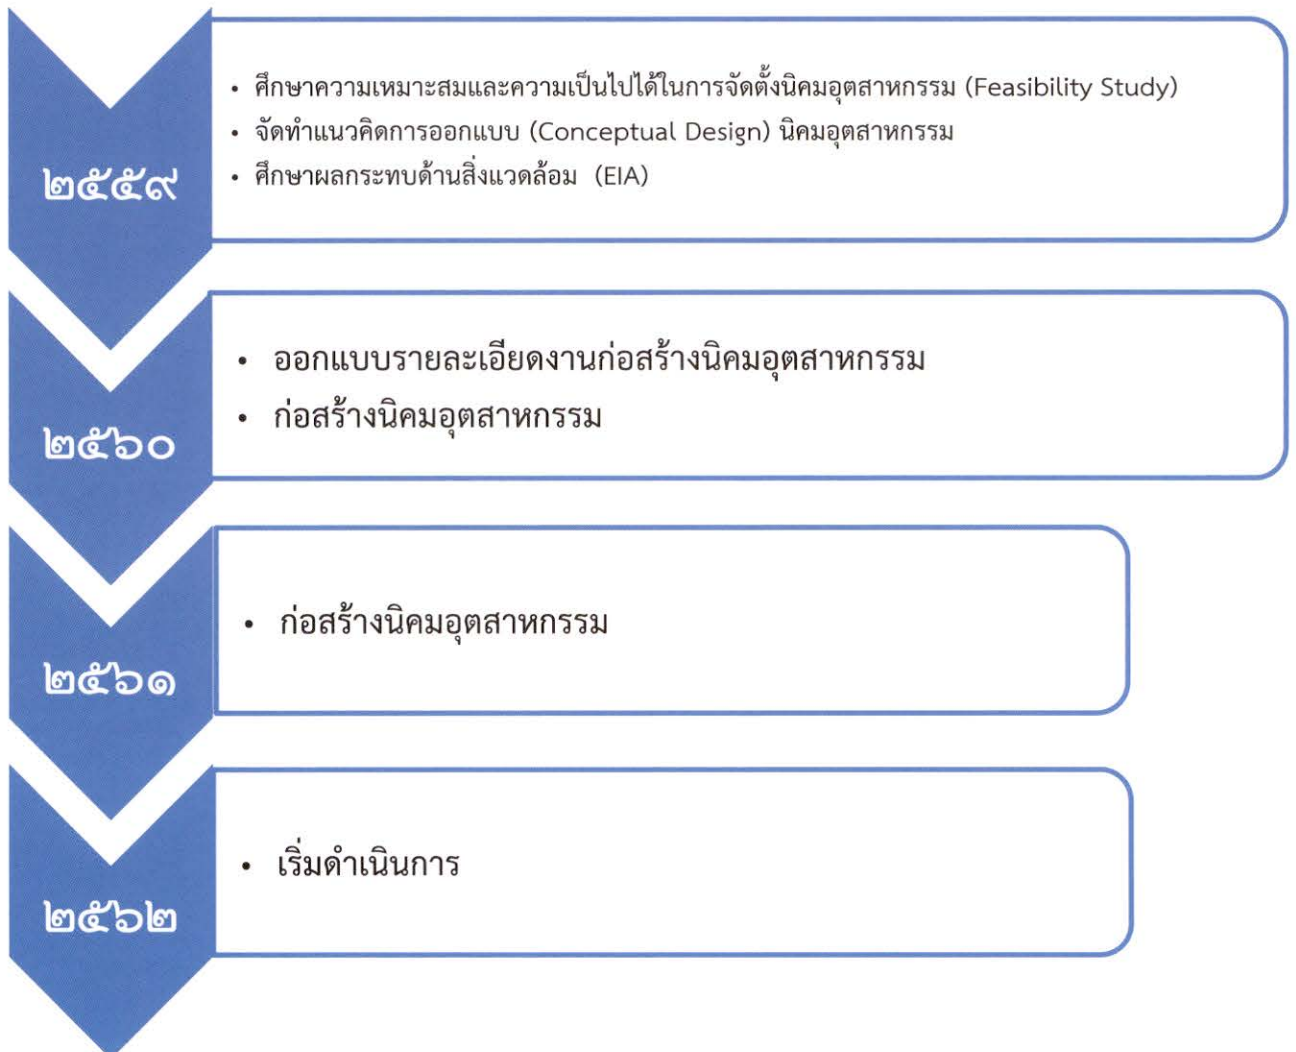 ๒๕๕๙
• ศึกษาความเหมาะสมและความเป็นไปได้ในการจัดตั้งนิคมอุตสาหกรรม (Feasibility Study)
• จัดทำแนวคิดการออกแบบ (Conceptual Design) นิคมอุตสาหกรรม
• ศึกษาผลกระทบด้านสิ่งแวดล้อม (EIA)
๒๕๖๐
• ออกแบบรายละเอียดงานก่อสร้างนิคมอุตสาหกรรม
• ก่อสร้างนิคมอุตสาหกรรม
๒๕๖๑
• ก่อสร้างนิคมอุตสาหกรรม
๒๕๖๒
• เริ่มดำเนินการ